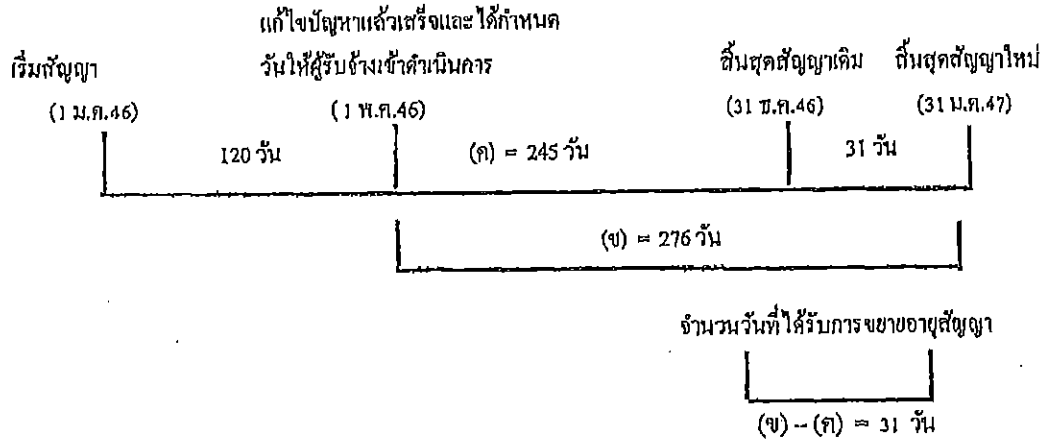 แก้ไขปัญหาแล้วเสร็จและได้กำหนด
เริ่มสัญญา วันให้ผู้รับจ้างเข้าดำเนินการ สิ้นสุดสัญญาเดิม สิ้นสุดสัญญาใหม่
(1 ม.ค.46) (1 พ.ค.46) (31 ธ.ค.46) (31 ม.ค.47)
120 วัน (ค) = 245 วัน 31 วัน
(ข) = 276 วัน
จำนวนวันที่ได้รับการขยายอายุสัญญา
(ข) – (ค) = 31 วัน